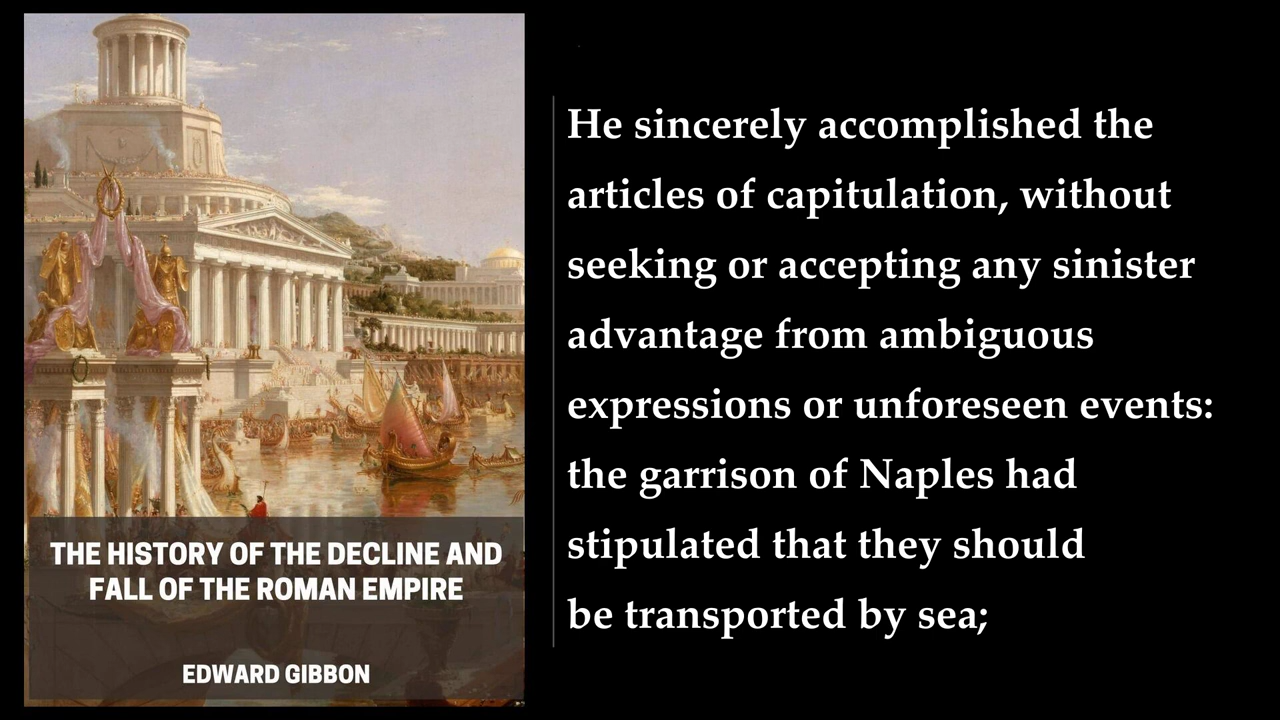 THE HISTORY OF THE DECLINE AND
FALL OF THE ROMAN EMPIRE
EDWARD GIBBON
He sincerely accomplished the
articles of capitulation, without
seeking or accepting any sinister
advantage from ambiguous
expressions or unforeseen events:
the garrison of Naples had
stipulated that they should
be transported by sea;